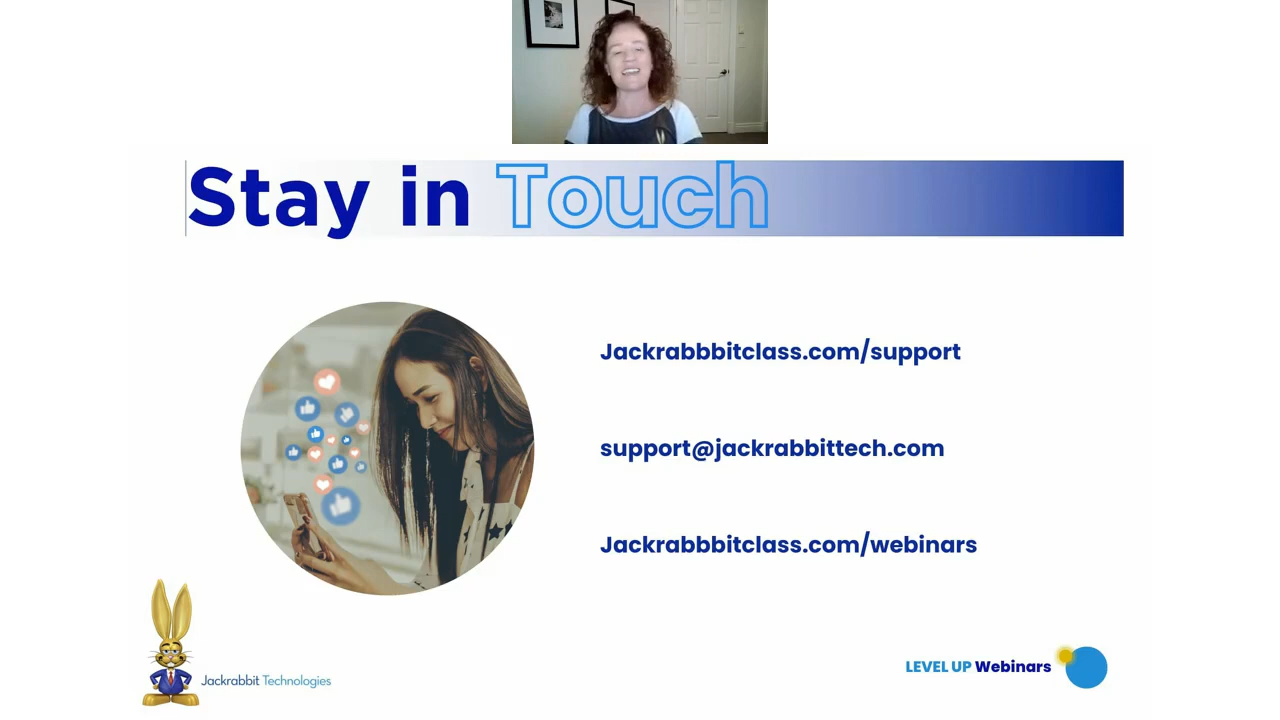 Stay in Touch
Jackrabbbitclass.com/support
support@jackrabbittech.com
Jackrabbbitclass.com/webinars
Jackrabbit Technologies
LEVEL UP Webinars